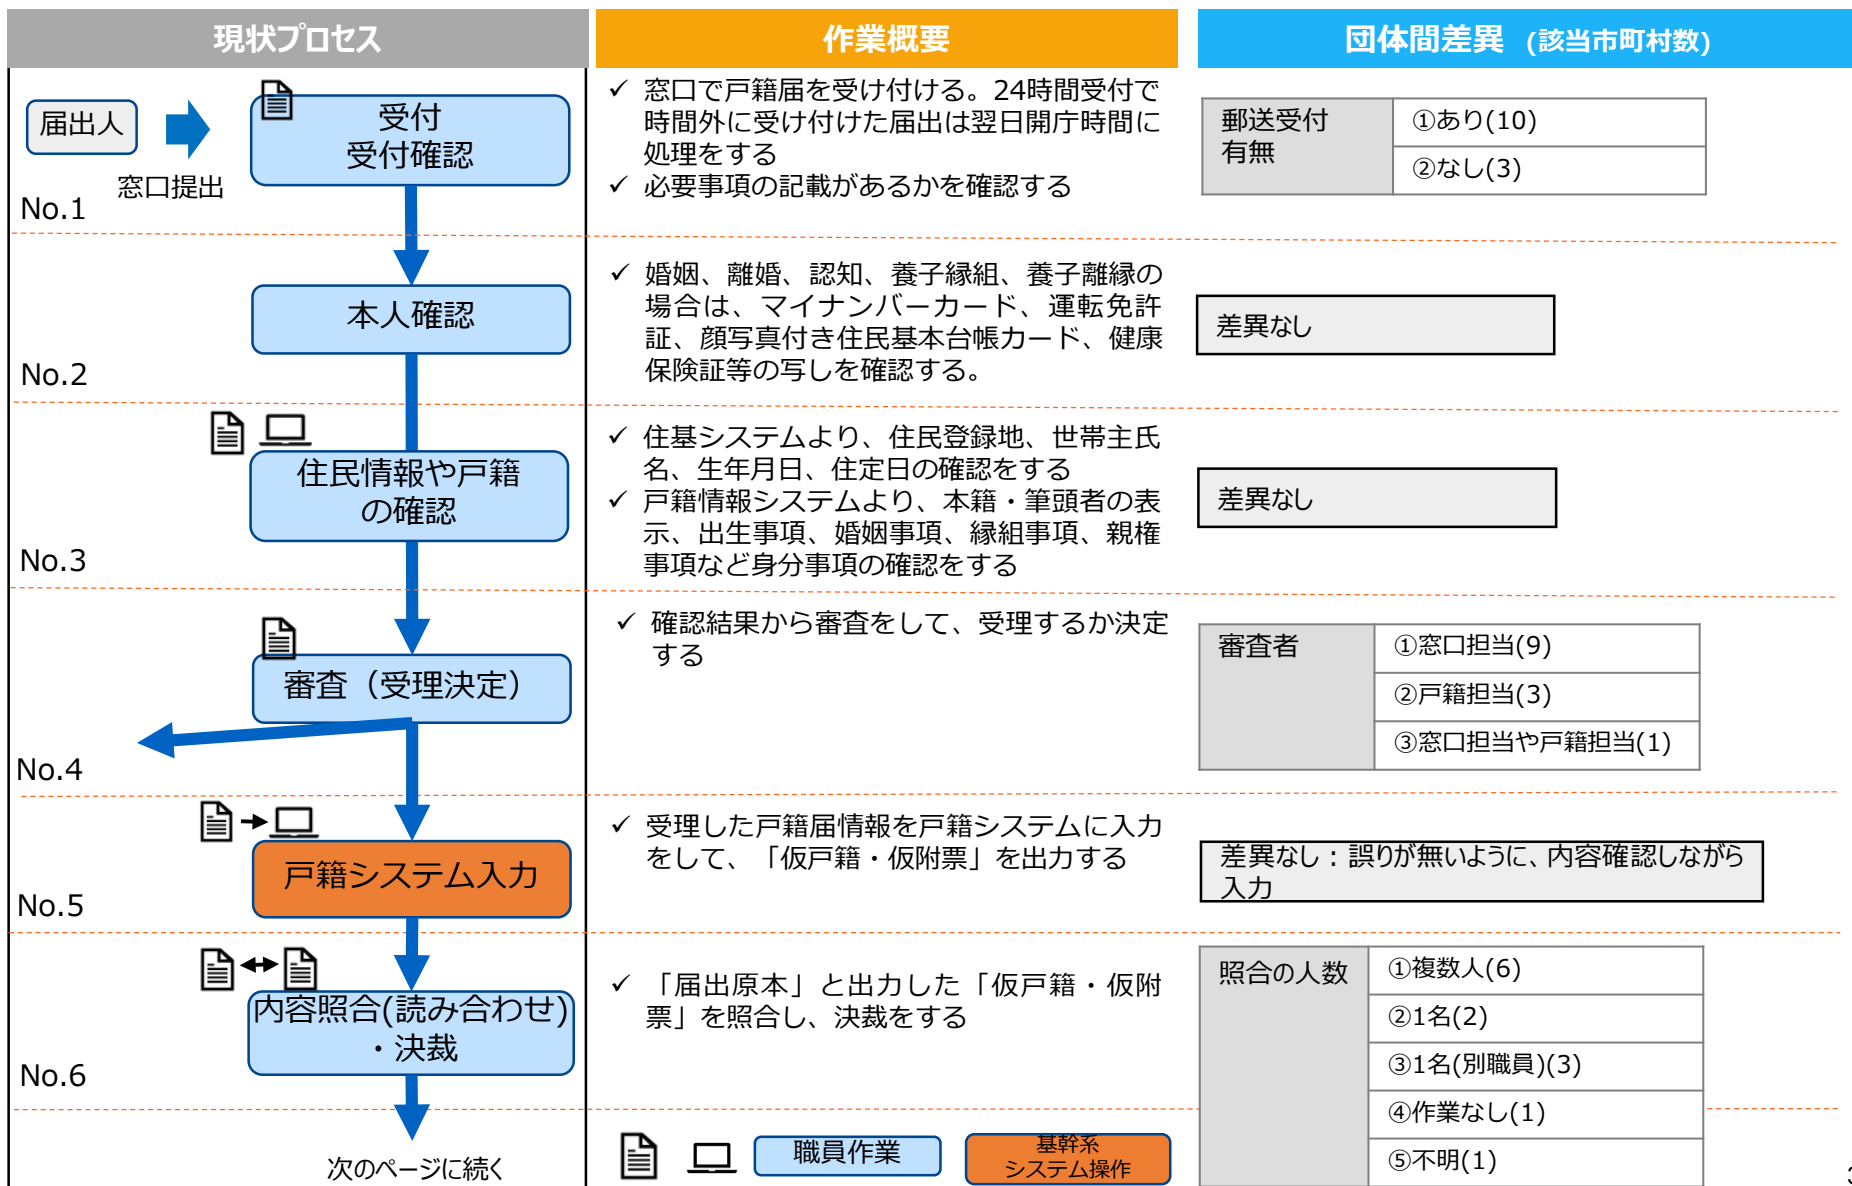 現状プロセス
作業概要
団体間差異 (該当市町村数)
届出人
窓口提出
受付
受付確認
No.1
✓ 窓口で戸籍届を受け付ける。24時間受付で
時間外に受け付けた届出は翌日開庁時間に
処理をする
✓ 必要事項の記載があるかを確認する
郵送受付
有無
①あり(10)
②なし(3)
本人確認
No.2
✓ 婚姻、離婚、認知、養子縁組、養子離縁の
場合は、マイナンバーカード、運転免許
証、顔写真付き住民基本台帳カード、健康
保険証等の写しを確認する。
差異なし
住民情報や戸籍
の確認
No.3
✓ 住基システムより、住民登録地、世帯主氏
名、生年月日、住定日の確認をする
✓ 戸籍情報システムより、本籍・筆頭者の表
示、出生事項、婚姻事項、縁組事項、親権
事項など身分事項の確認をする
差異なし
審査（受理決定）
No.4
✓ 確認結果から審査をして、受理するか決定
する
審査者
①窓口担当(9)
②戸籍担当(3)
③窓口担当や戸籍担当(1)
戸籍システム入力
No.5
✓ 受理した戸籍届情報を戸籍システムに入力
をして、「仮戸籍・仮附票」を出力する
差異なし：誤りが無いように、内容確認しながら
入力
内容照合(読み合わせ)
・決裁
No.6
✓ 「届出原本」と出力した「仮戸籍・仮附
票」を照合し、決裁をする
照合の人数
①複数人(6)
②1名(2)
③1名(別職員)(3)
④作業なし(1)
⑤不明(1)
次のページに続く
職員作業
基幹系
システム操作